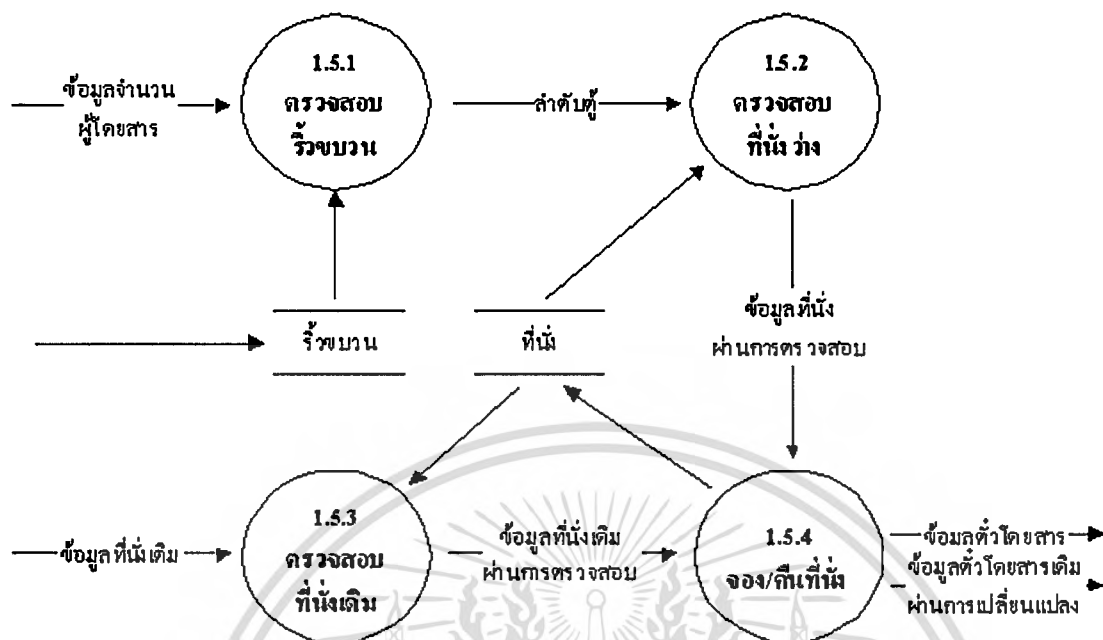 1.5.1
ตรวจสอบ
ริ้วขบวน
1.5.2
ตรวจสอบ
ที่นั่ง ว่าง
ข้อมูลจำนวน
ผู้โดยสาร
ลำดับตู้
ริ้วขบวน
ที่นั่ง
ข้อมูลที่นั่ง
ผ่านการตรวจสอบ
ข้อมูลที่นั่งเดิม
1.5.3
ตรวจสอบ
ที่นั่งเดิม
ข้อมูลที่นั่งเดิม
ผ่านการตรวจสอบ
1.5.4
จอง/คืนที่นั่ง
ข้อมูลตั๋วโดยสาร
ข้อมูลตั๋วโดยสารเดิม
ผ่านการเปลี่ยนแปลง